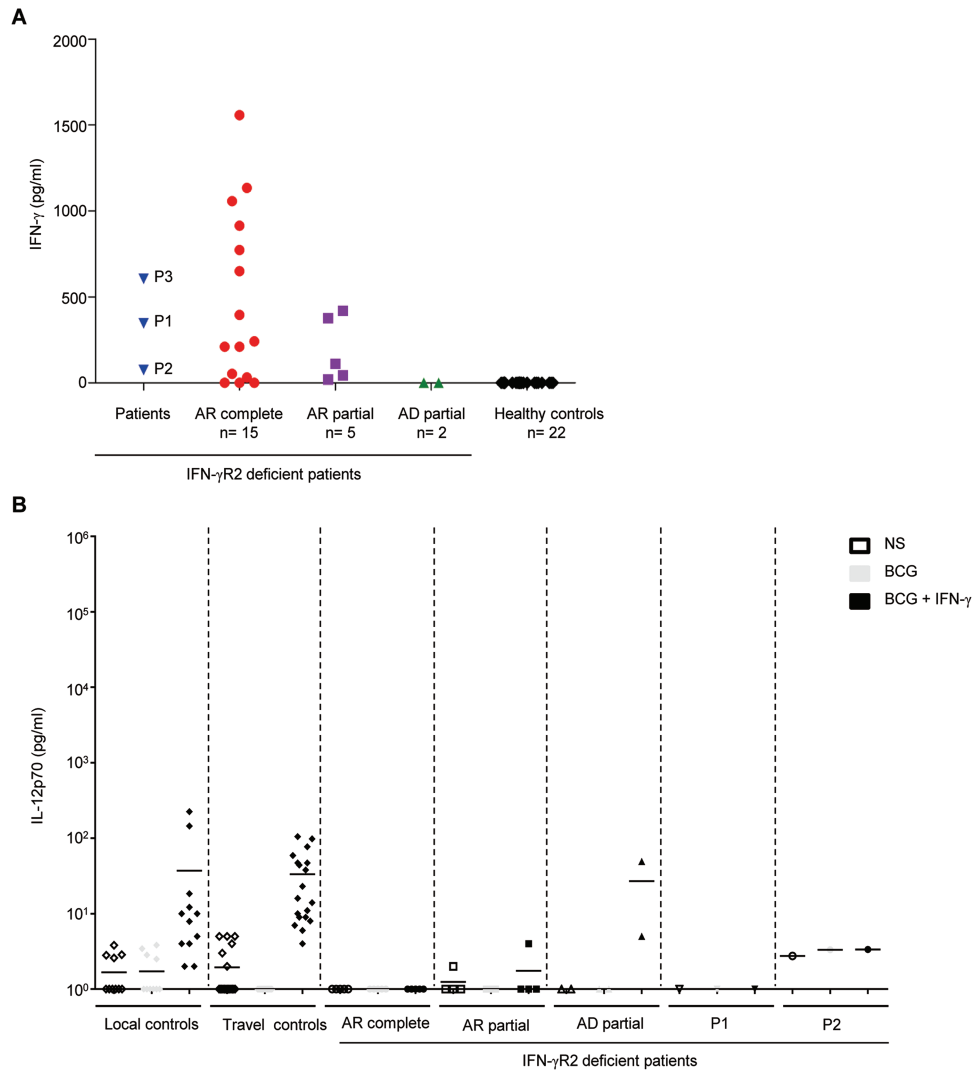 A
2000
1500
1000
500
0
IFN-γ (pg/ml)
P3
P1
P2
Patients
AR complete
n= 15
AR partial
n= 5
AD partial
n= 2
Healthy controls
n= 22
IFN-γR2 deficient patients
B
10⁶
10⁵
10⁴
10³
10²
10¹
10⁰
IL-12p70 (pg/ml)
NS
BCG
BCG + IFN-γ
Local controls
Travel controls
AR complete
AR partial
AD partial
P1
P2
IFN-γR2 deficient patients